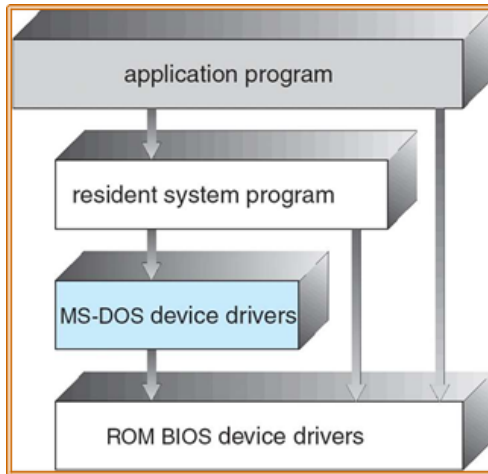 application program
resident system program
MS-DOS device drivers
ROM BIOS device drivers